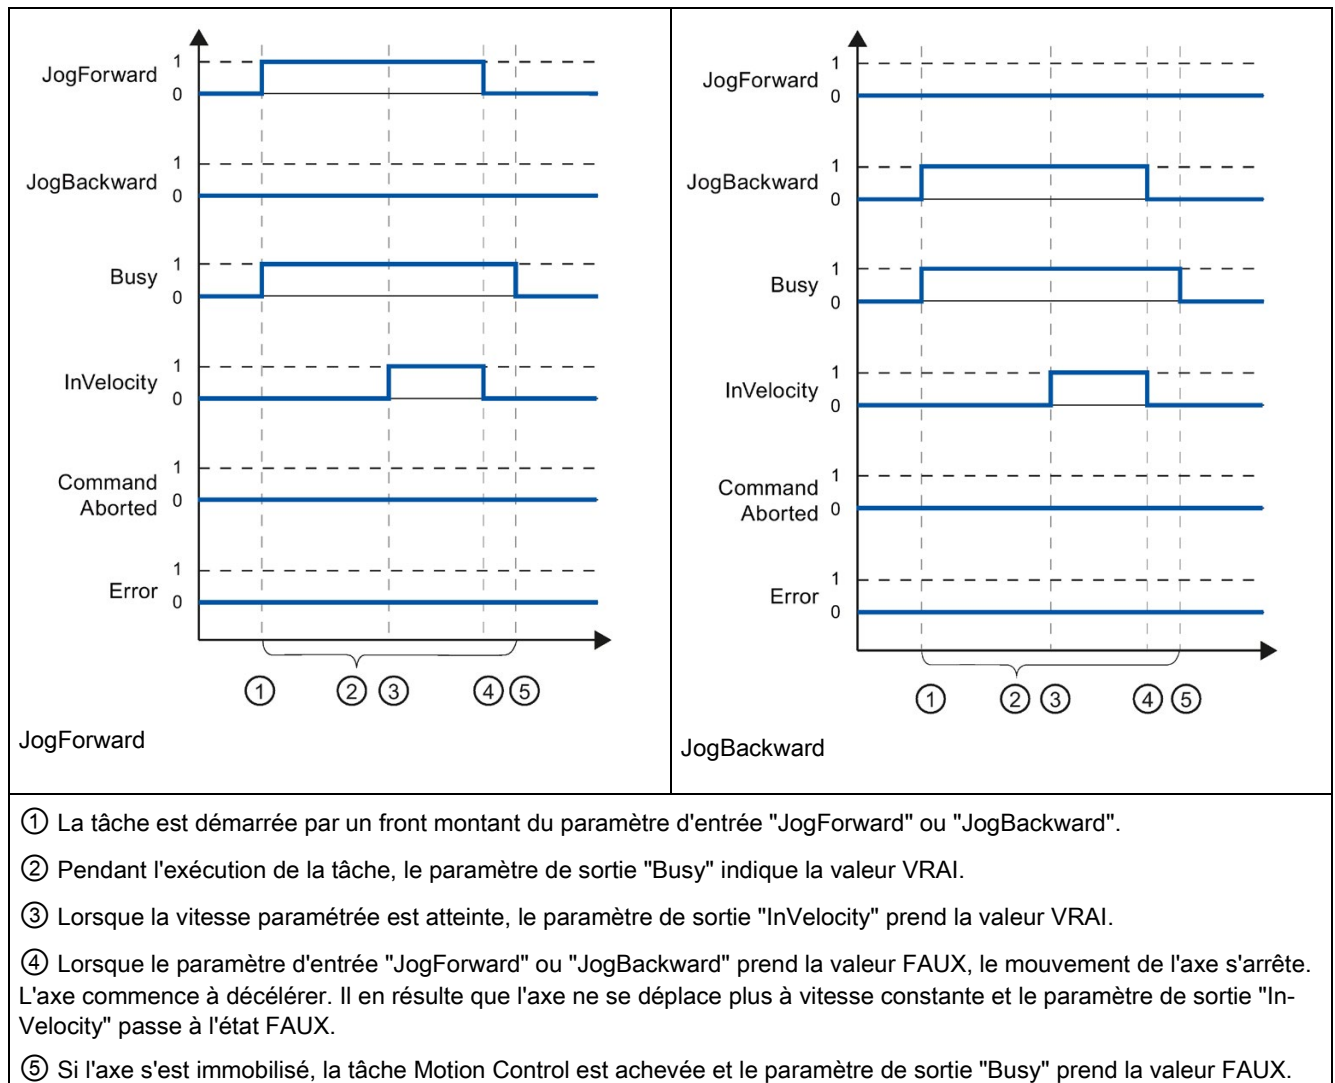 JogForward
1
0
JogBackward
1
0
Busy
1
0
InVelocity
1
0
Command
Aborted
1
0
Error
1
0
① ② ③ ④ ⑤
JogForward
JogForward
1
0
JogBackward
1
0
Busy
1
0
InVelocity
1
0
Command
Aborted
1
0
Error
1
0
① ② ③ ④ ⑤
JogBackward
① La tâche est démarrée par un front montant du paramètre d'entrée "JogForward" ou "JogBackward".
② Pendant l'exécution de la tâche, le paramètre de sortie "Busy" indique la valeur VRAI.
③ Lorsque la vitesse paramétrée est atteinte, le paramètre de sortie "InVelocity" prend la valeur VRAI.
④ Lorsque le paramètre d'entrée "JogForward" ou "JogBackward" prend la valeur FAUX, le mouvement de l'axe s'arrête.
L'axe commence à décélérer. Il en résulte que l'axe ne se déplace plus à vitesse constante et le paramètre de sortie "In-
Velocity" passe à l'état FAUX.
⑤ Si l'axe s'est immobilisé, la tâche Motion Control est achevée et le paramètre de sortie "Busy" prend la valeur FAUX.